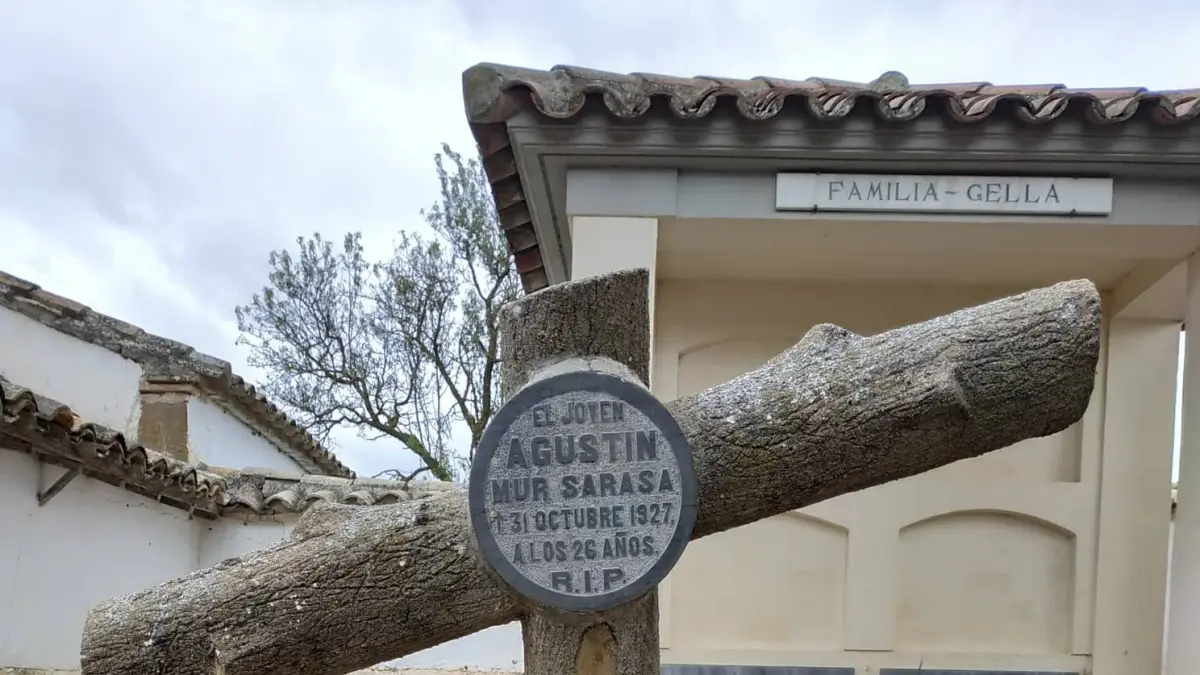 FAMILIA - GELLA
EL JOVEN
AGUSTIN
MUR SARASA
† 31 OCTUBRE 1927,
A LOS 26 AÑOS.
R.I.P.